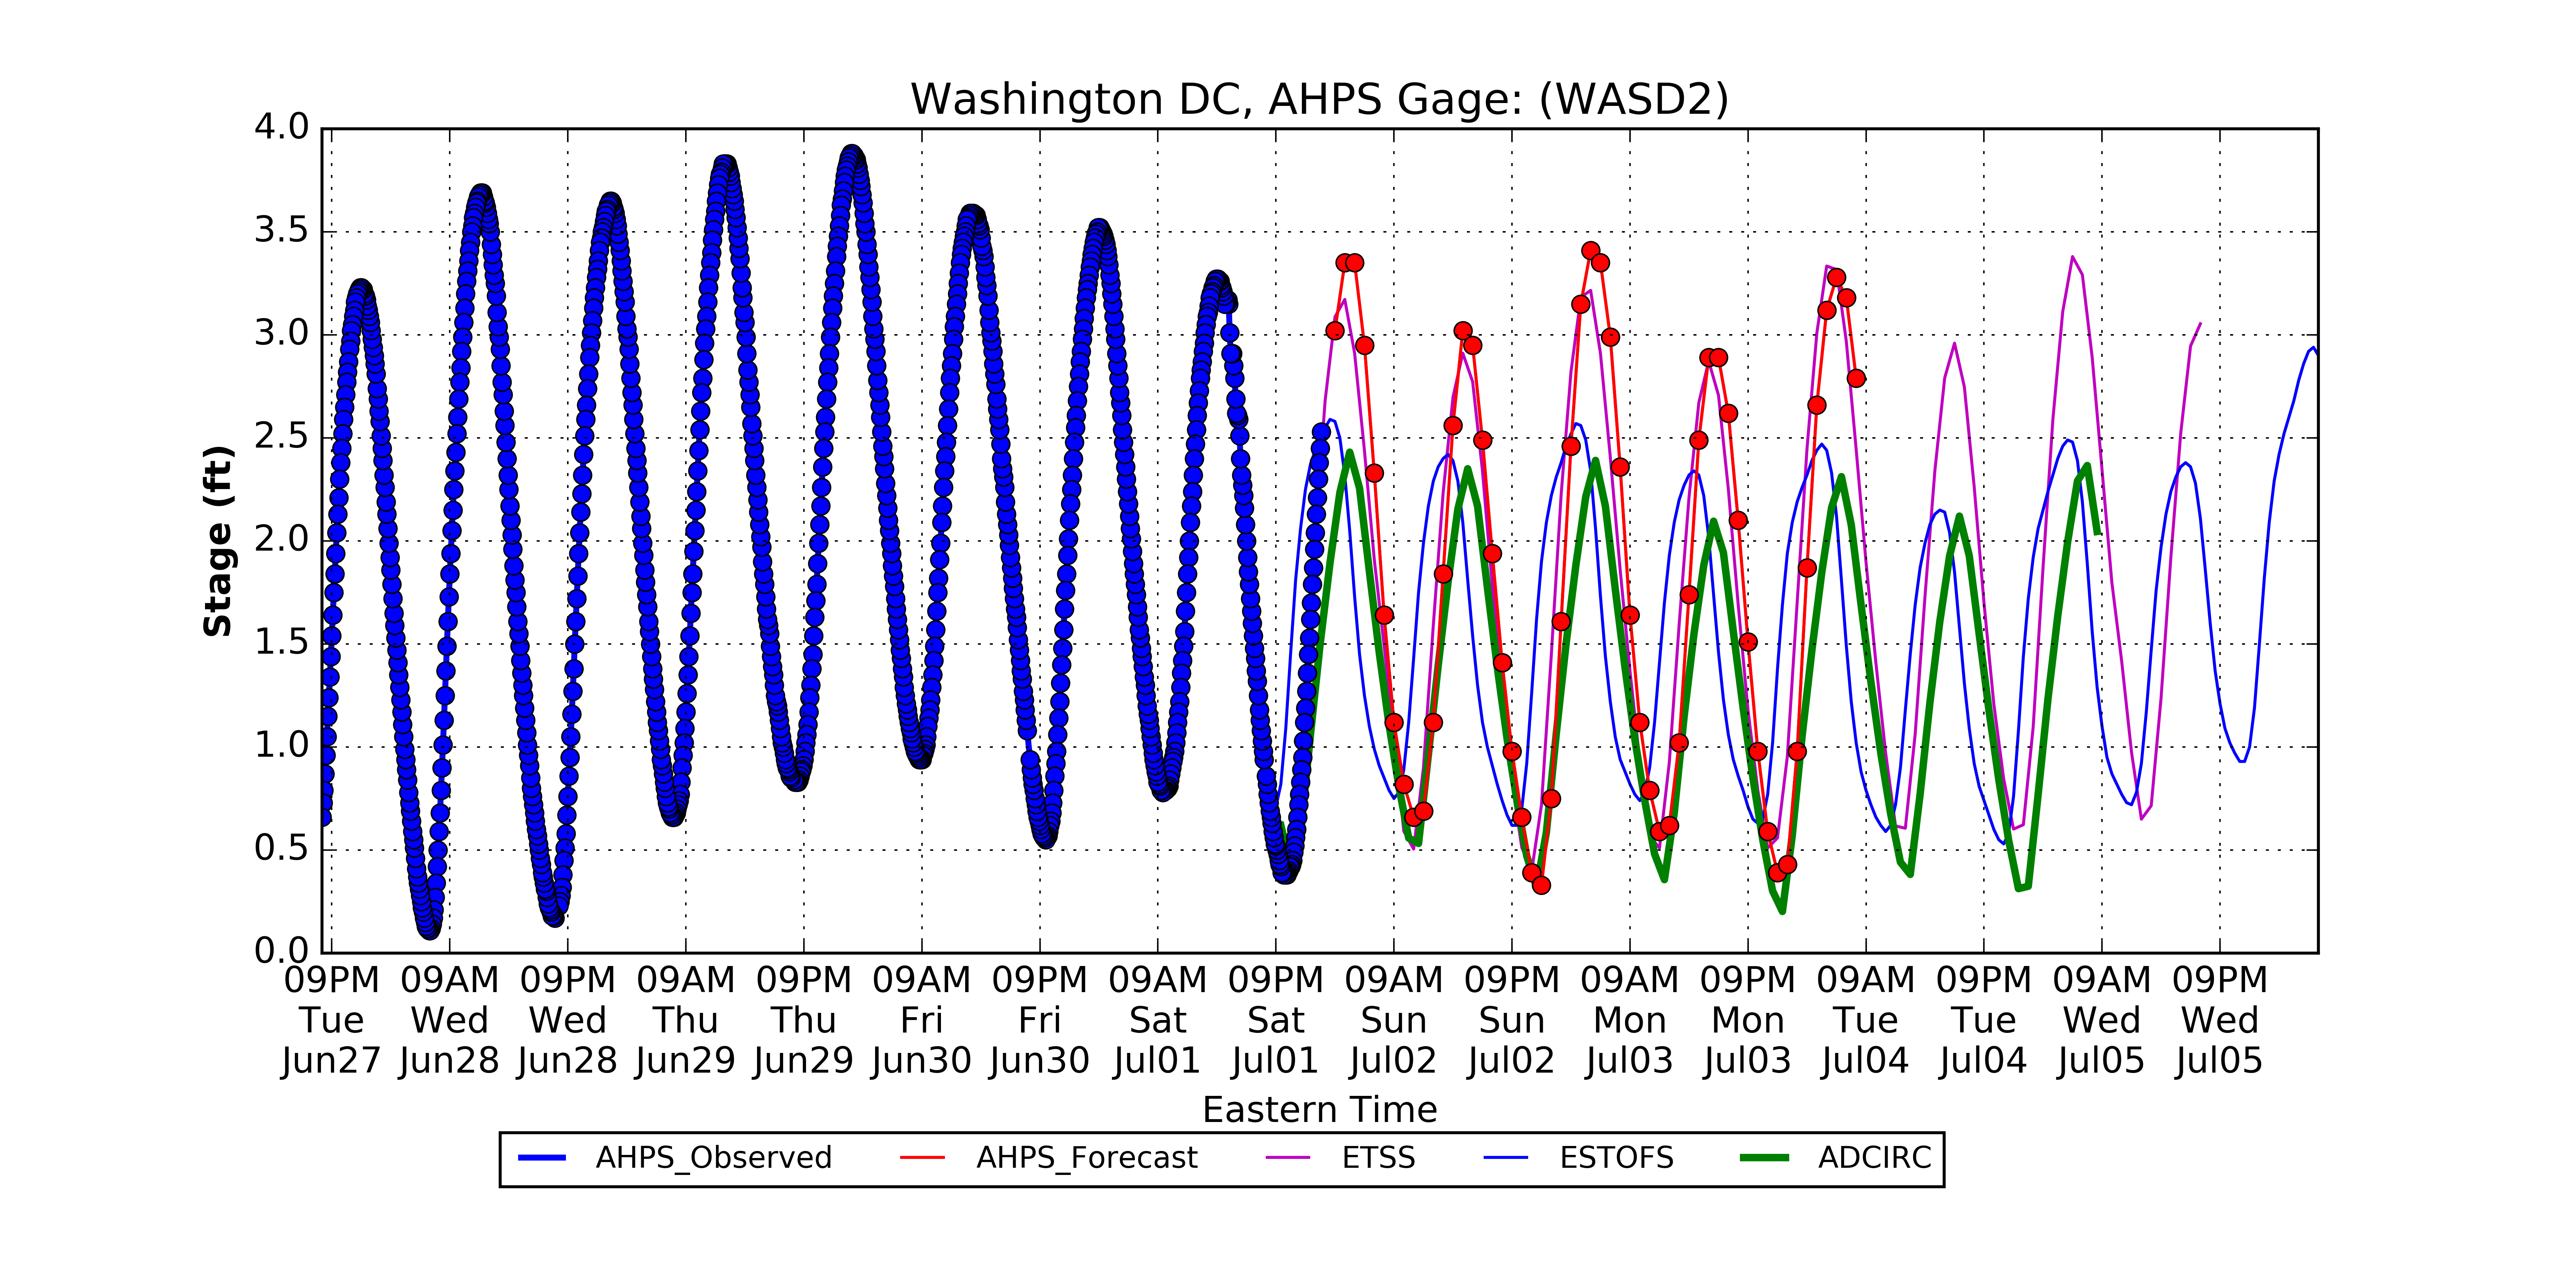 Washington DC, AHPS Gage: (WASD2)
4.0
3.5
3.0
2.5
2.0
1.5
1.0
0.5
0.0
Stage (ft)
09PM 09AM 09PM 09AM 09PM 09AM 09PM 09AM 09PM 09AM 09PM 09AM 09PM 09AM 09PM 09AM 09PM
Tue Wed Wed Thu Thu Fri Fri Sat Sat Sun Sun Mon Mon Tue Tue Wed Wed
Jun27 Jun28 Jun28 Jun29 Jun29 Jun30 Jun30 Jul01 Jul01 Jul02 Jul02 Jul03 Jul03 Jul04 Jul04 Jul05 Jul05
Eastern Time
AHPS_Observed AHPS_Forecast ETSS ESTOFS ADCIRC